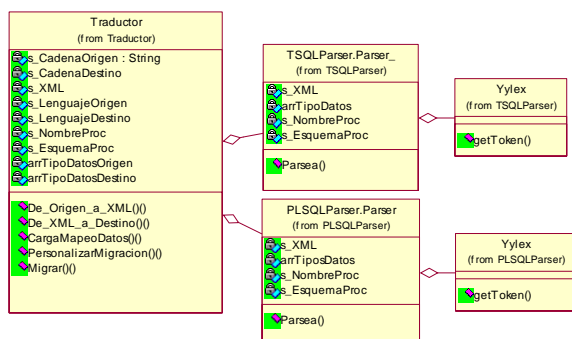 Traductor
(from Traductor)
s_CadenaOrigen : String
s_CadenaDestino
s_XML
s_LenguajeOrigen
s_LenguajeDestino
s_NombreProc
s_EsquemaProc
arrTipoDatosOrigen
arrTipoDatosDestino
De_Origen_a_XML()()
De_XML_a_Destino()()
CargaMapeoDatos()()
PersonalizarMigracion()()
Migrar()()
TSQLParser.Parser_
(from TSQLParser)
s_XML
arrTipoDatos
s_NombreProc
s_EsquemaProc
Parsea()
Yylex
(from TSQLParser)
getToken()
PLSQLParser.Parser
(from PLSQLParser)
s_XML
arrTiposDatos
s_NombreProc
s_EsquemaProc
Parsea()
Yylex
(from PLSQLParser)
getToken()